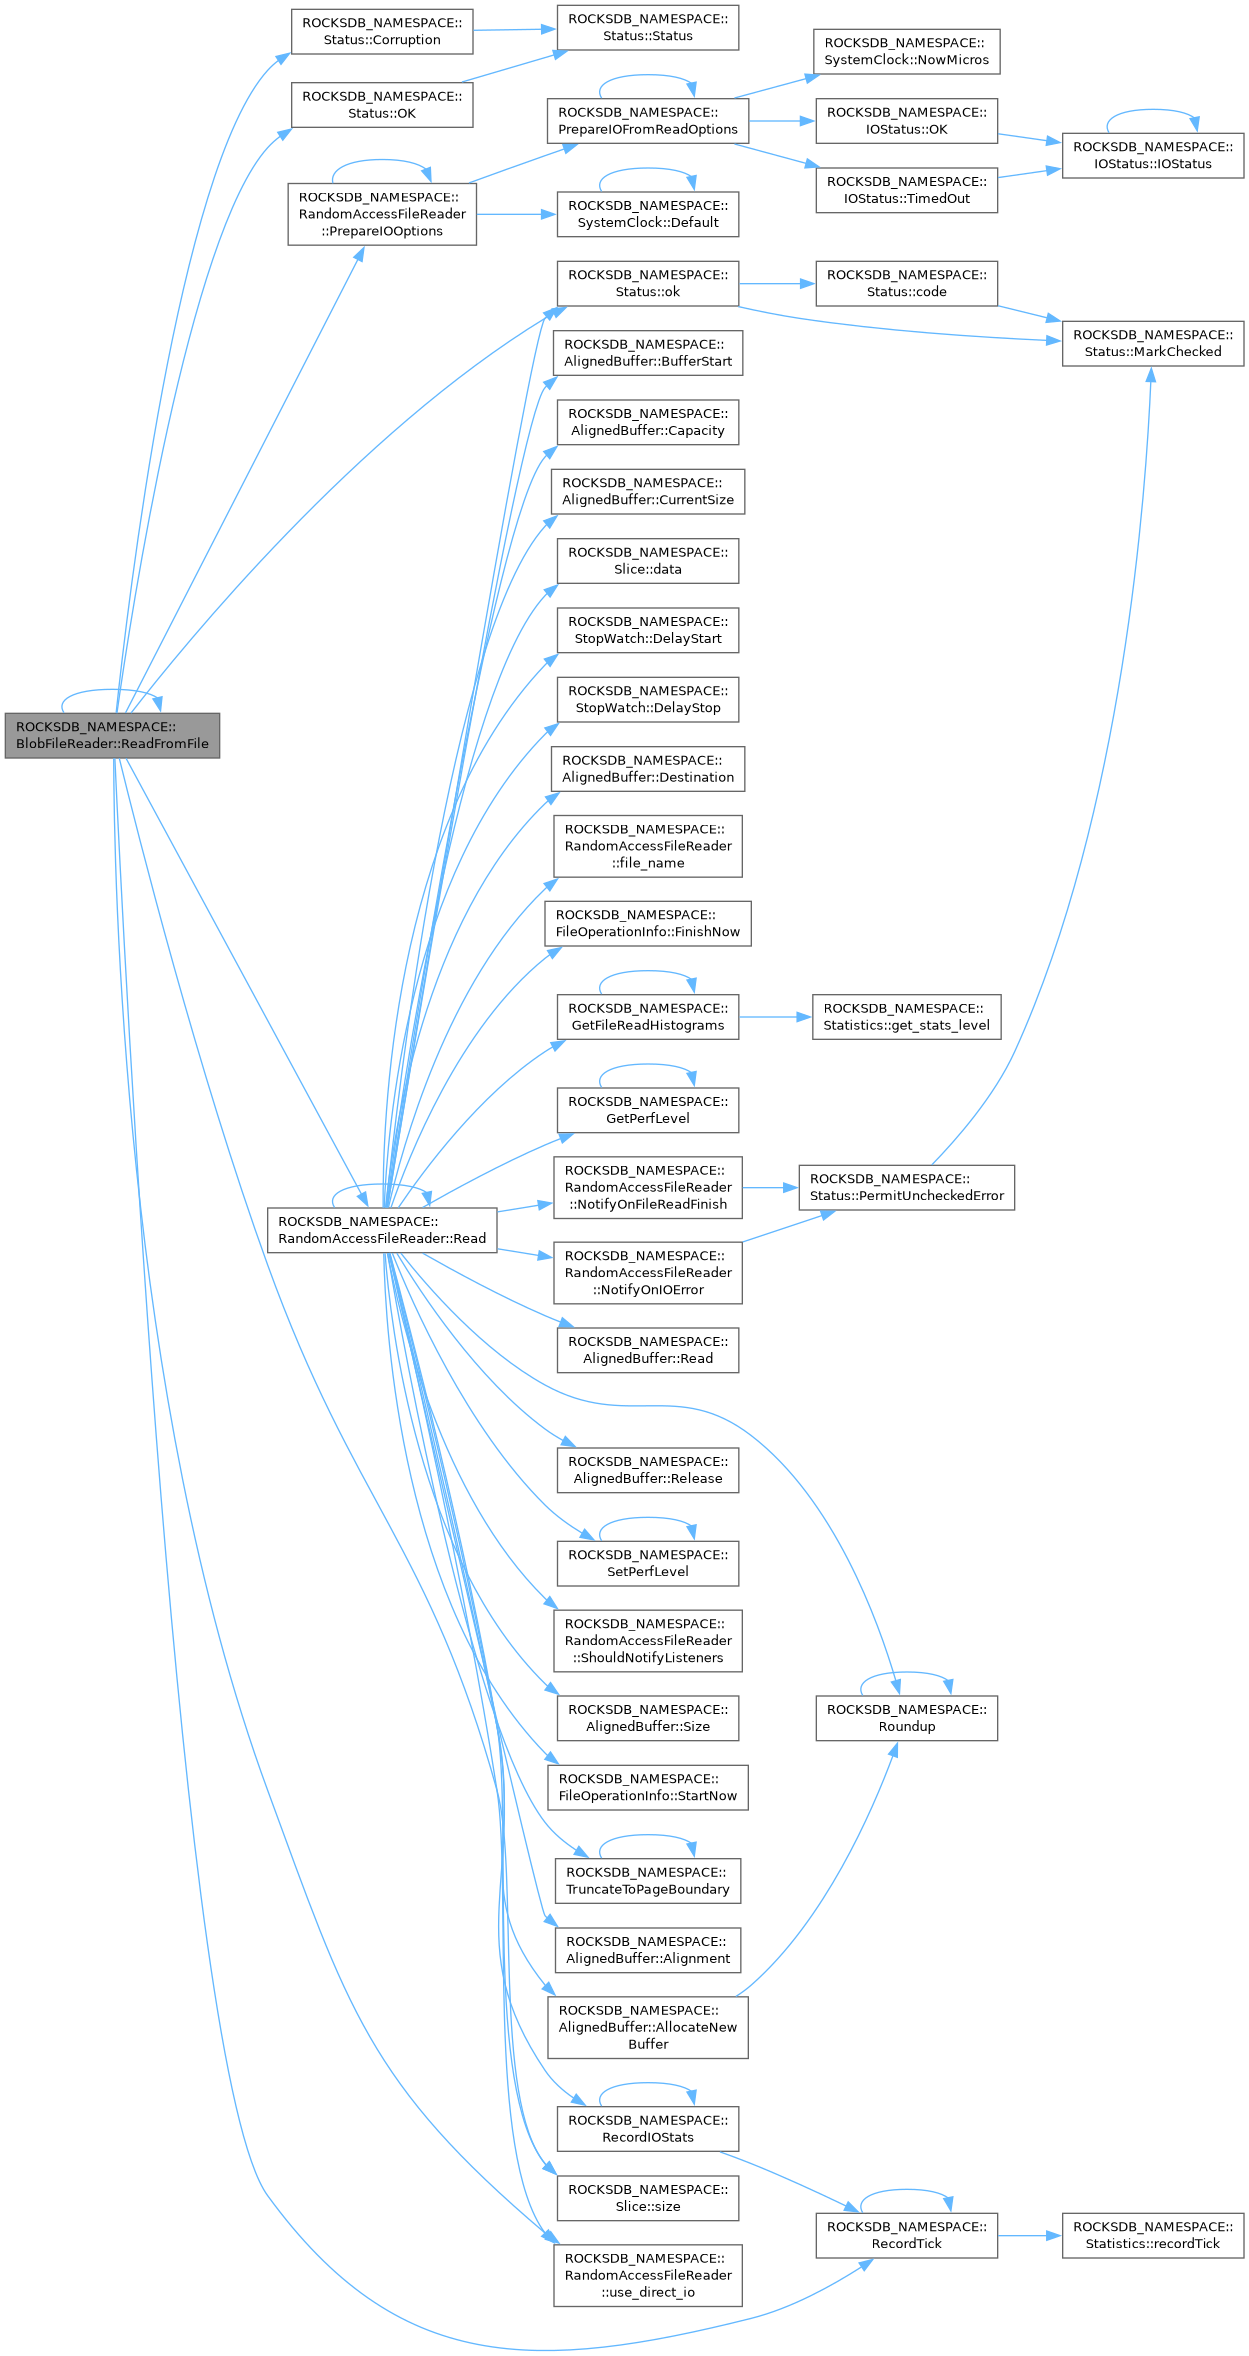 ROCKSDB_NAMESPACE::
BlobFileReader::ReadFromFile
ROCKSDB_NAMESPACE::
Status::Corruption
ROCKSDB_NAMESPACE::
Status::OK
ROCKSDB_NAMESPACE::
RandomAccessFileReader
::PrepareIOOptions
ROCKSDB_NAMESPACE::
RandomAccessFileReader::Read
ROCKSDB_NAMESPACE::
Status::Status
ROCKSDB_NAMESPACE::
PrepareIOFromReadOptions
ROCKSDB_NAMESPACE::
SystemClock::Default
ROCKSDB_NAMESPACE::
Status::ok
ROCKSDB_NAMESPACE::
AlignedBuffer::BufferStart
ROCKSDB_NAMESPACE::
AlignedBuffer::Capacity
ROCKSDB_NAMESPACE::
AlignedBuffer::CurrentSize
ROCKSDB_NAMESPACE::
Slice::data
ROCKSDB_NAMESPACE::
StopWatch::DelayStart
ROCKSDB_NAMESPACE::
StopWatch::DelayStop
ROCKSDB_NAMESPACE::
AlignedBuffer::Destination
ROCKSDB_NAMESPACE::
RandomAccessFileReader
::file_name
ROCKSDB_NAMESPACE::
FileOperationInfo::FinishNow
ROCKSDB_NAMESPACE::
GetFileReadHistograms
ROCKSDB_NAMESPACE::
GetPerfLevel
ROCKSDB_NAMESPACE::
RandomAccessFileReader
::NotifyOnFileReadFinish
ROCKSDB_NAMESPACE::
RandomAccessFileReader
::NotifyOnIOError
ROCKSDB_NAMESPACE::
AlignedBuffer::Read
ROCKSDB_NAMESPACE::
AlignedBuffer::Release
ROCKSDB_NAMESPACE::
SetPerfLevel
ROCKSDB_NAMESPACE::
RandomAccessFileReader
::ShouldNotifyListeners
ROCKSDB_NAMESPACE::
AlignedBuffer::Size
ROCKSDB_NAMESPACE::
FileOperationInfo::StartNow
ROCKSDB_NAMESPACE::
TruncateToPageBoundary
ROCKSDB_NAMESPACE::
AlignedBuffer::Alignment
ROCKSDB_NAMESPACE::
AlignedBuffer::AllocateNew
Buffer
ROCKSDB_NAMESPACE::
RecordIOStats
ROCKSDB_NAMESPACE::
Slice::size
ROCKSDB_NAMESPACE::
RandomAccessFileReader
::use_direct_io
ROCKSDB_NAMESPACE::
SystemClock::NowMicros
ROCKSDB_NAMESPACE::
IOStatus::OK
ROCKSDB_NAMESPACE::
IOStatus::TimedOut
ROCKSDB_NAMESPACE::
Status::code
ROCKSDB_NAMESPACE::
Statistics::get_stats_level
ROCKSDB_NAMESPACE::
Status::PermitUncheckedError
ROCKSDB_NAMESPACE::
Roundup
ROCKSDB_NAMESPACE::
RecordTick
ROCKSDB_NAMESPACE::
IOStatus::IOStatus
ROCKSDB_NAMESPACE::
Status::MarkChecked
ROCKSDB_NAMESPACE::
Statistics::recordTick